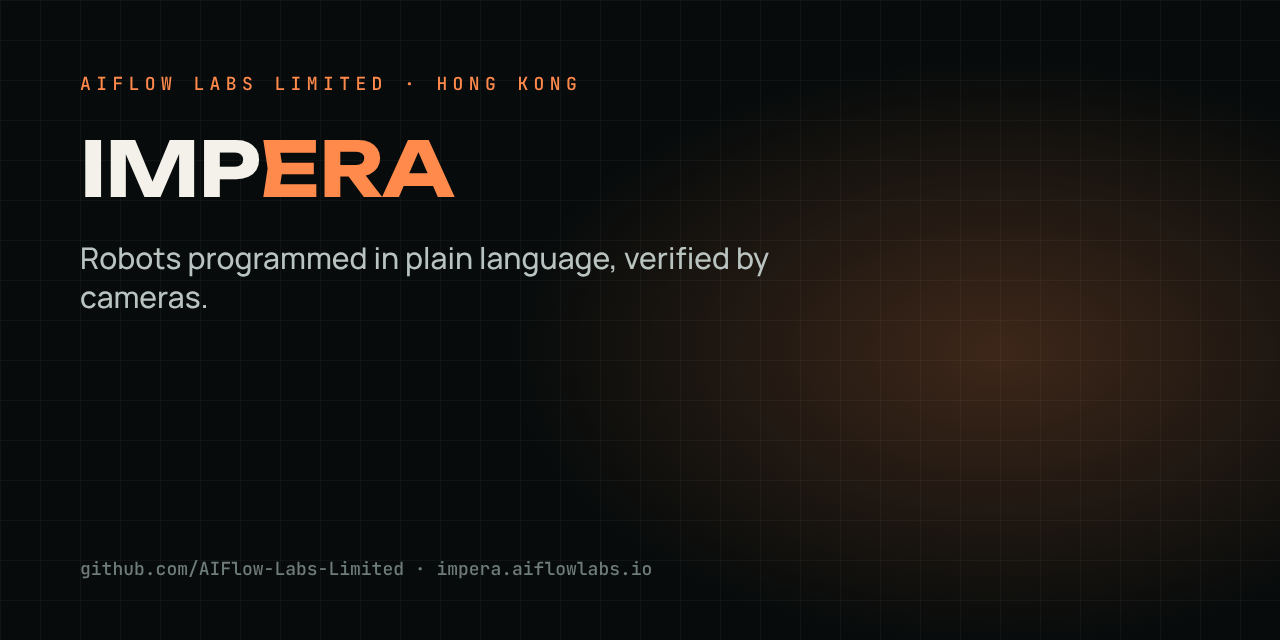 AIFLOW LABS LIMITED · HONG KONG
IMPERA
Robots programmed in plain language, verified by
cameras.
github.com/AIFlow-Labs-Limited · impera.aiflowlabs.io